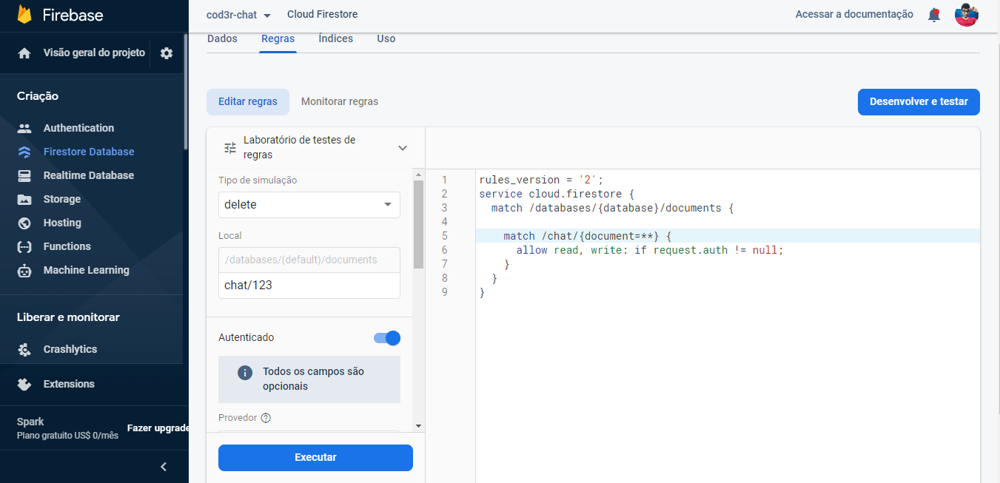 Firebase
cod3r-chat
Cloud Firestore
Acessar a documentação
Visão geral do projeto
Criação
Authentication
Firestore Database
Realtime Database
Storage
Hosting
Functions
Machine Learning
Liberar e monitorar
Crashlytics
Extensions
Spark
Plano gratuito US$ 0/mês
Fazer upgrade
Dados
Regras
Índices
Uso
Editar regras
Monitorar regras
Desenvolver e testar
Laboratório de testes de
regras
Tipo de simulação
delete
Local
/databases/(default)/documents
chat/123
Autenticado
Todos os campos são
opcionais
Provedor
Executar
1 rules_version = '2';
2 service cloud.firestore {
3 match /databases/{database}/documents {
4
5 match /chat/{document=**} {
6 allow read, write: if request.auth != null;
7 }
8 }
9 }